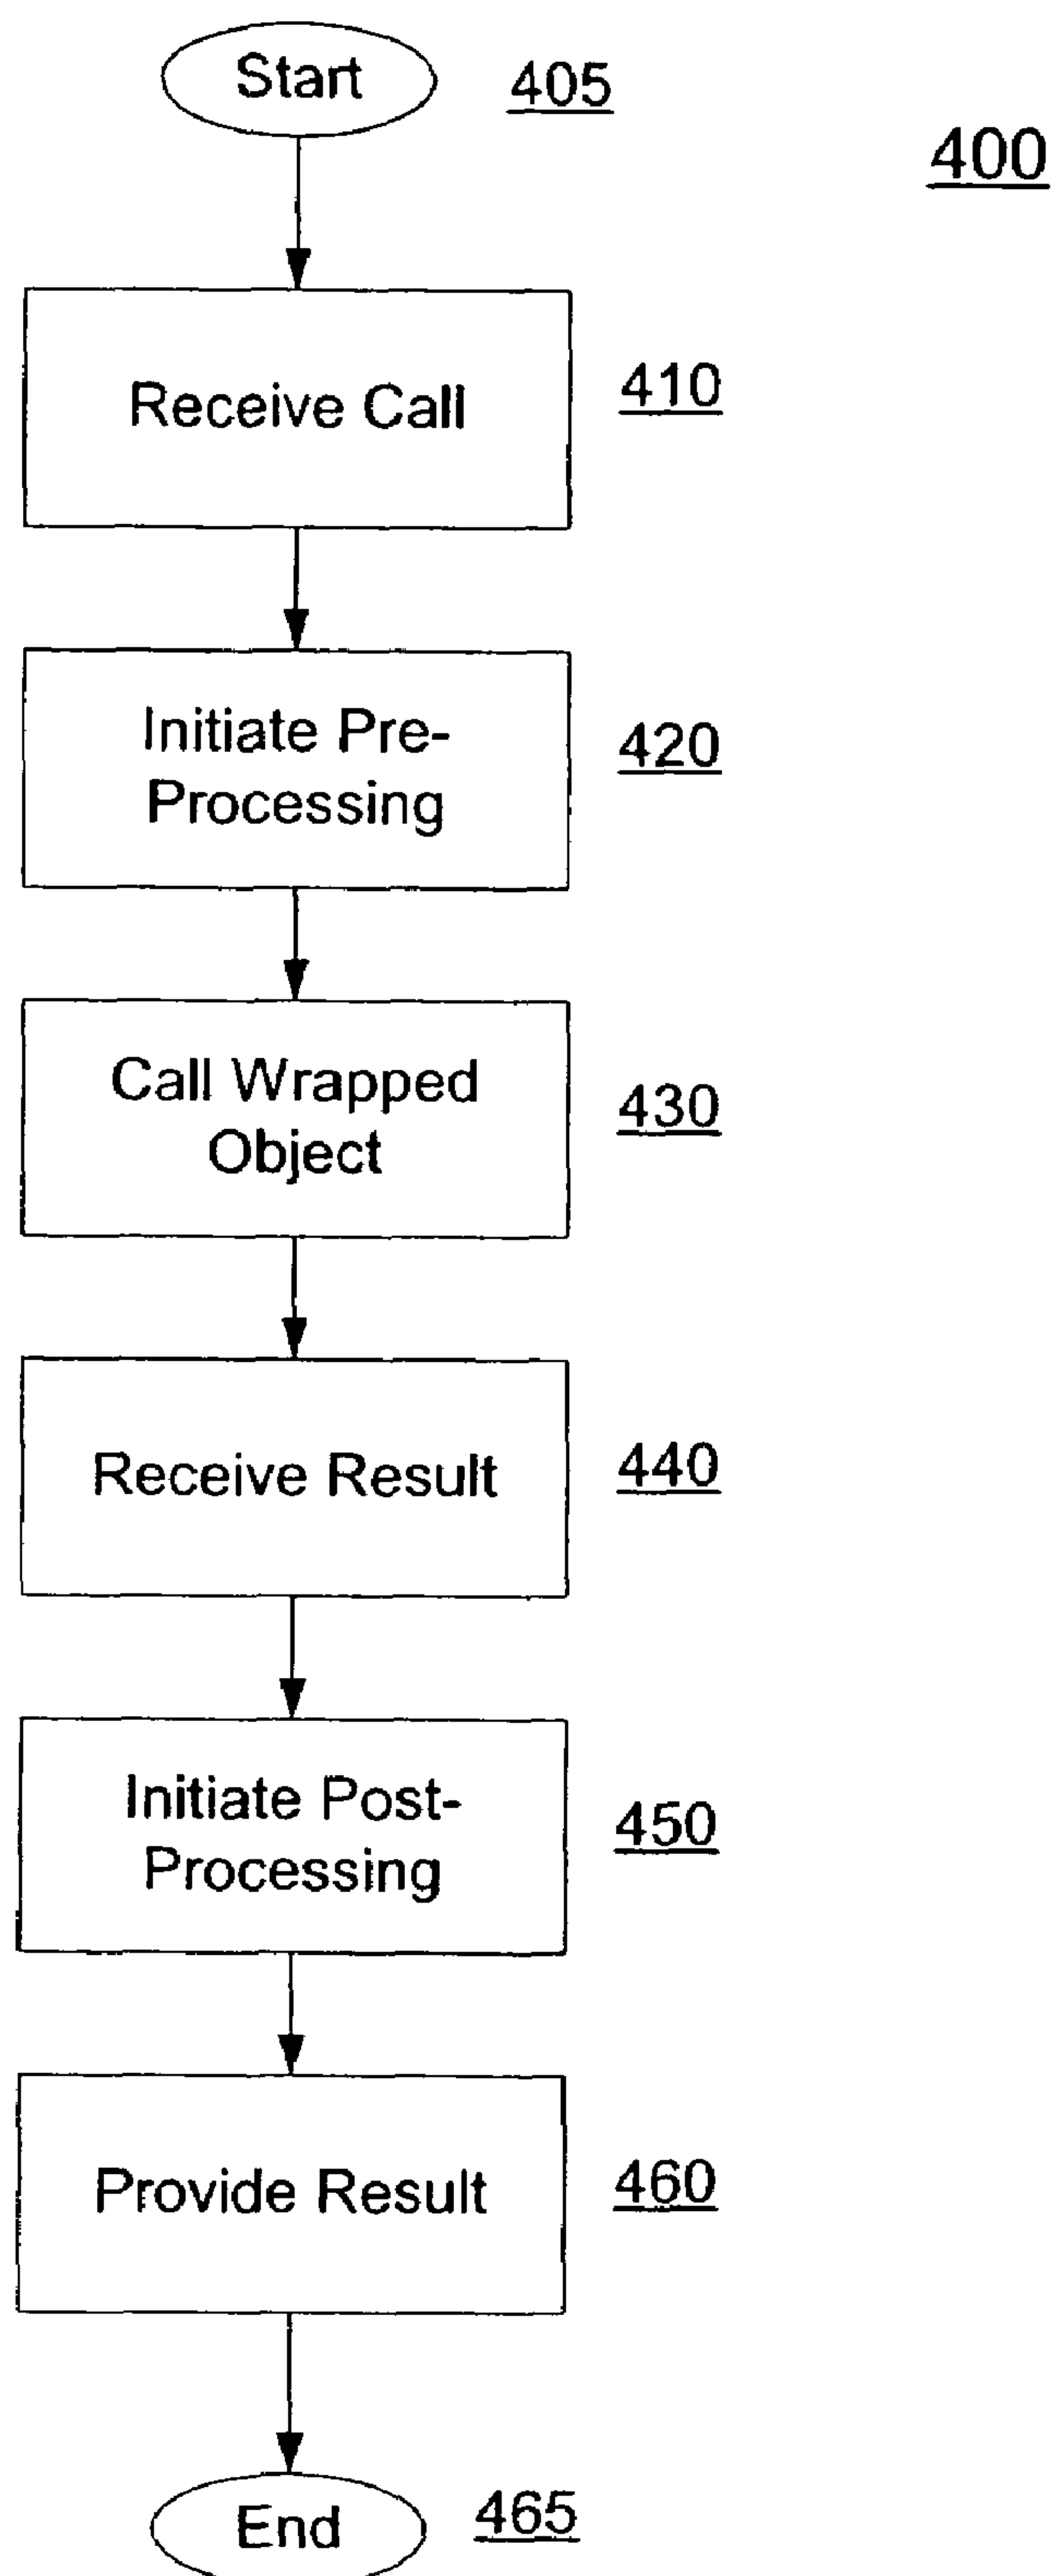 Start
405
400
Receive Call
410
Initiate Pre-
Processing
420
Call Wrapped
Object
430
Receive Result
440
Initiate Post-
Processing
450
Provide Result
460
End
465